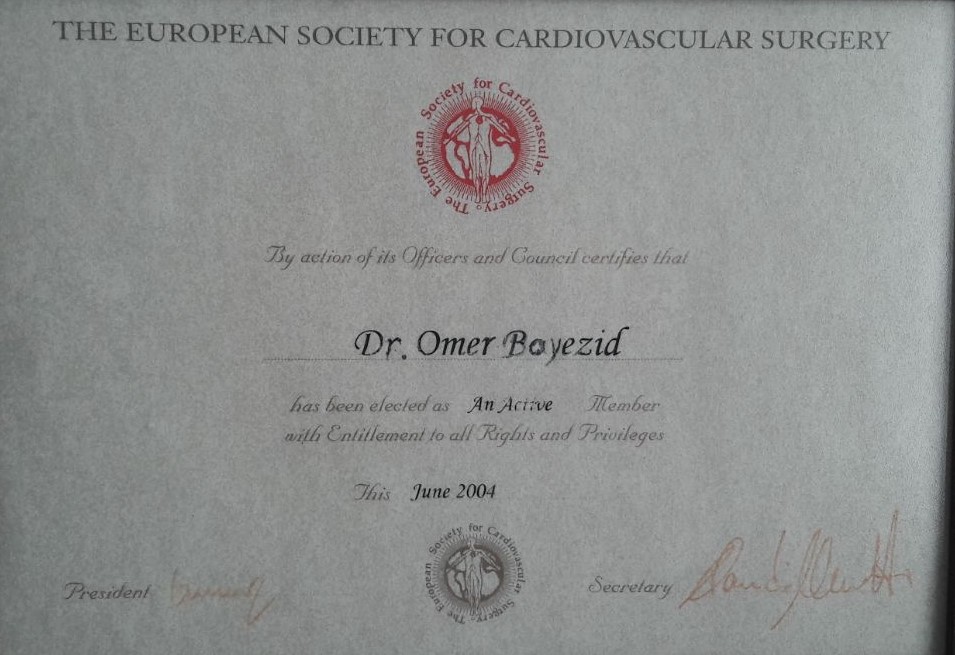 THE EUROPEAN SOCIETY FOR CARDIOVASCULAR SURGERY
The European Society for Cardiovascular Surgery
By action of its Officers and Council certifies that
Dr. Omer Bayezid
has been elected as An Active Member
with Entitlement to all Rights and Privileges
This June 2004
The European Society for Cardiovascular Surgery
President
Secretary